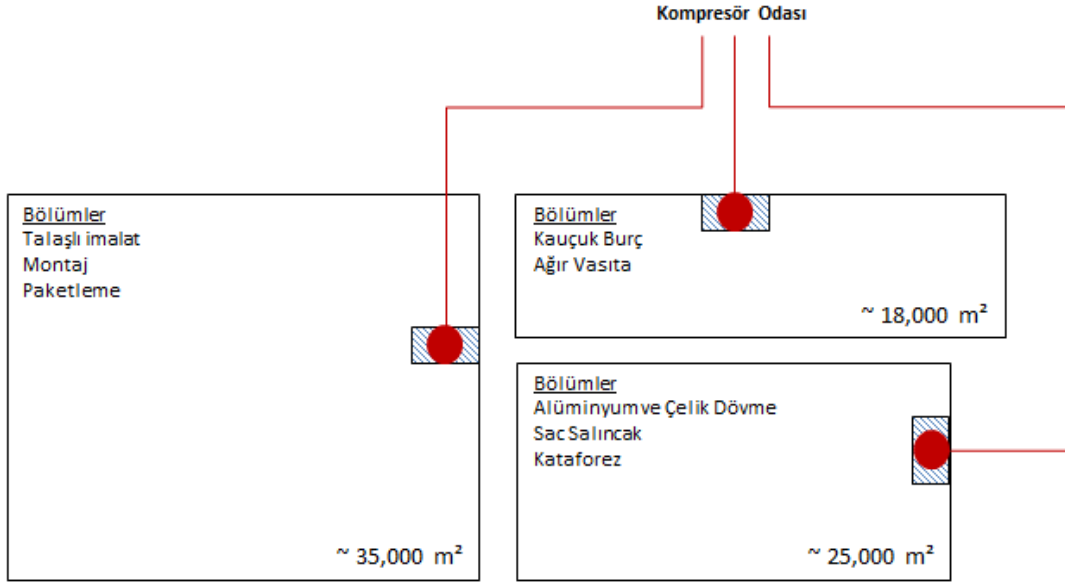 Kompresör Odası
Bölümler
Talaşlı imalat
Montaj
Paketleme
~ 35,000 m²
Bölümler
Kauçuk Burç
Ağır Vasıta
~ 18,000 m²
Bölümler
Alüminyum ve Çelik Dövme
Sac Salıncak
Kataforez
~ 25,000 m²